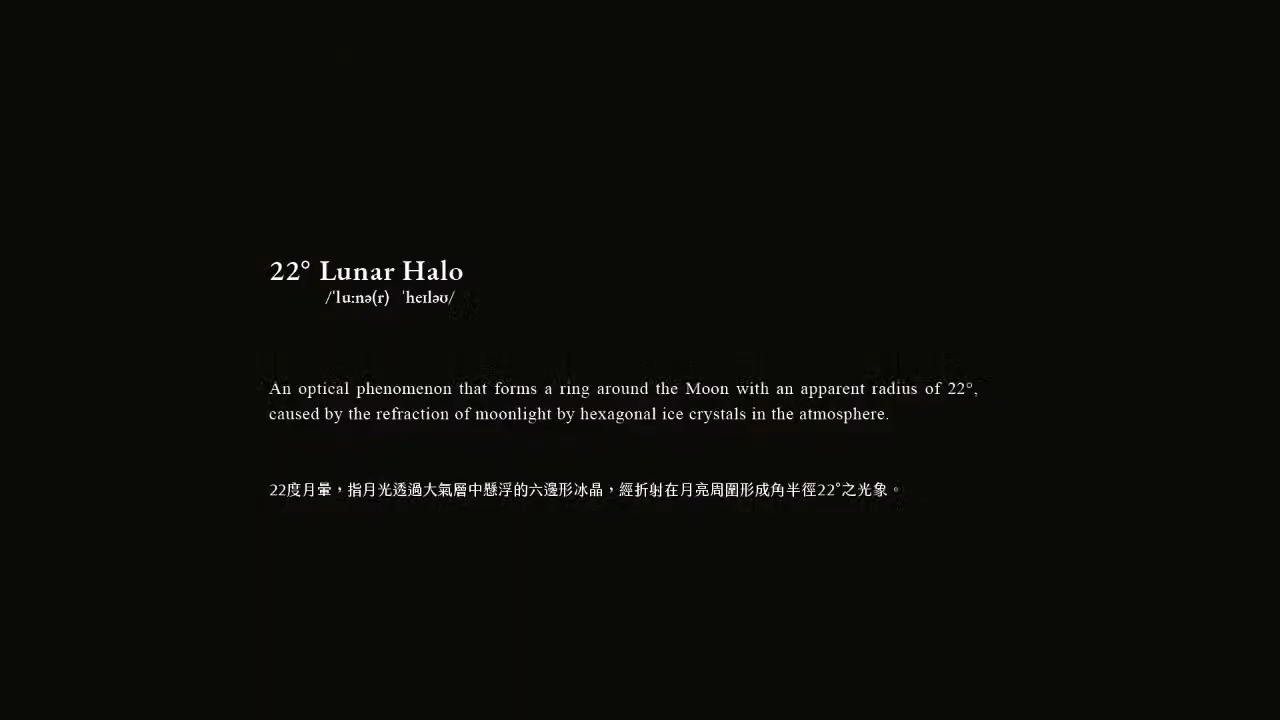 22° Lunar Halo
/ˈluːnə(r) ˈheɪləʊ/
An optical phenomenon that forms a ring around the Moon with an apparent radius of 22°,
caused by the refraction of moonlight by hexagonal ice crystals in the atmosphere.
22度月暈，指月光透過大氣層中懸浮的六邊形冰晶，經折射在月亮周圍形成角半徑22°之光象。